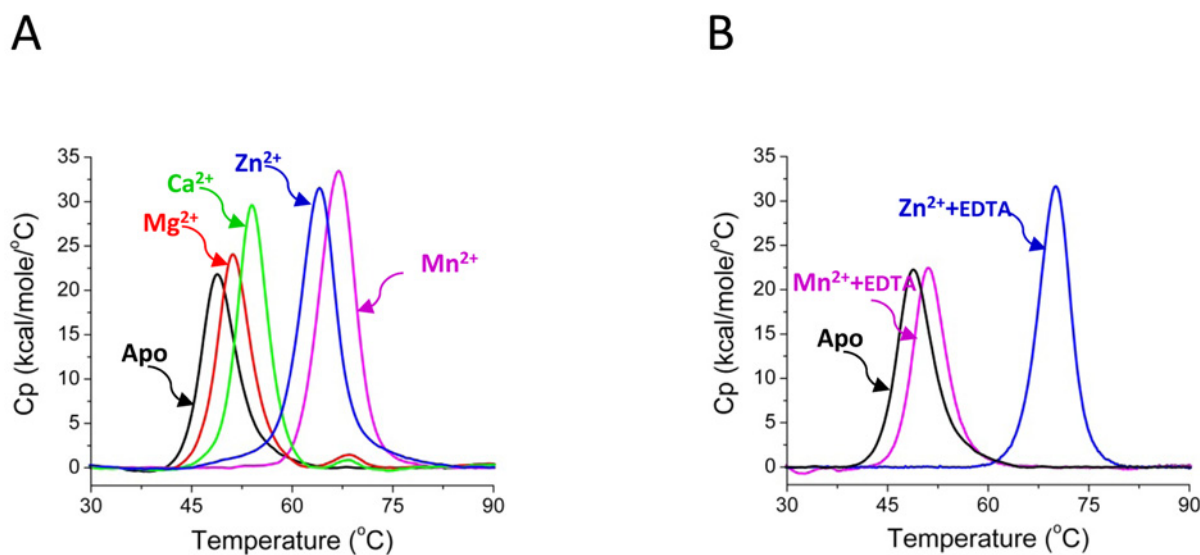 A
B
35
30
25
20
15
10
5
0
Cp (kcal/mole/°C)
Apo
Mg²⁺
Ca²⁺
Zn²⁺
Mn²⁺
30 45 60 75 90
Temperature (°C)
35
30
25
20
15
10
5
0
Cp (kcal/mole/°C)
Zn²⁺+EDTA
Mn²⁺+EDTA
Apo
30 45 60 75 90
Temperature (°C)